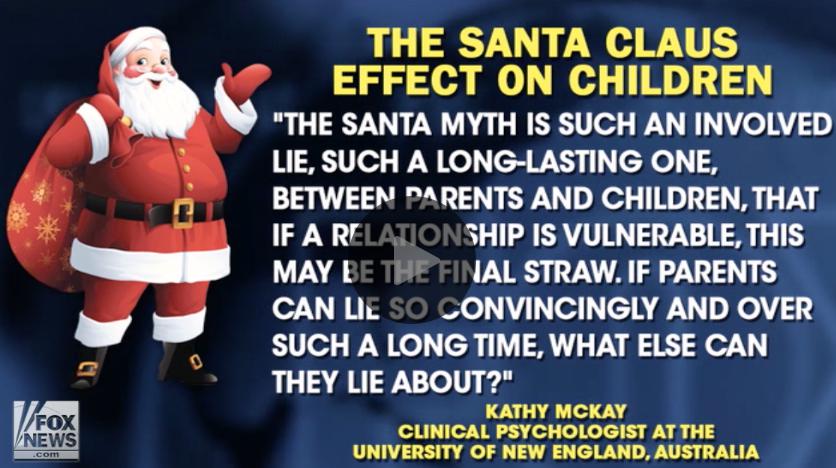 THE SANTA CLAUS
EFFECT ON CHILDREN
"THE SANTA MYTH IS SUCH AN INVOLVED
LIE, SUCH A LONG-LASTING ONE,
BETWEEN PARENTS AND CHILDREN, THAT
IF A RELATIONSHIP IS VULNERABLE, THIS
MAY BE THE FINAL STRAW. IF PARENTS
CAN LIE SO CONVINCINGLY AND OVER
SUCH A LONG TIME, WHAT ELSE CAN
THEY LIE ABOUT?"
KATHY MCKAY
CLINICAL PSYCHOLOGIST AT THE
UNIVERSITY OF NEW ENGLAND, AUSTRALIA
FOX
NEWS
.com